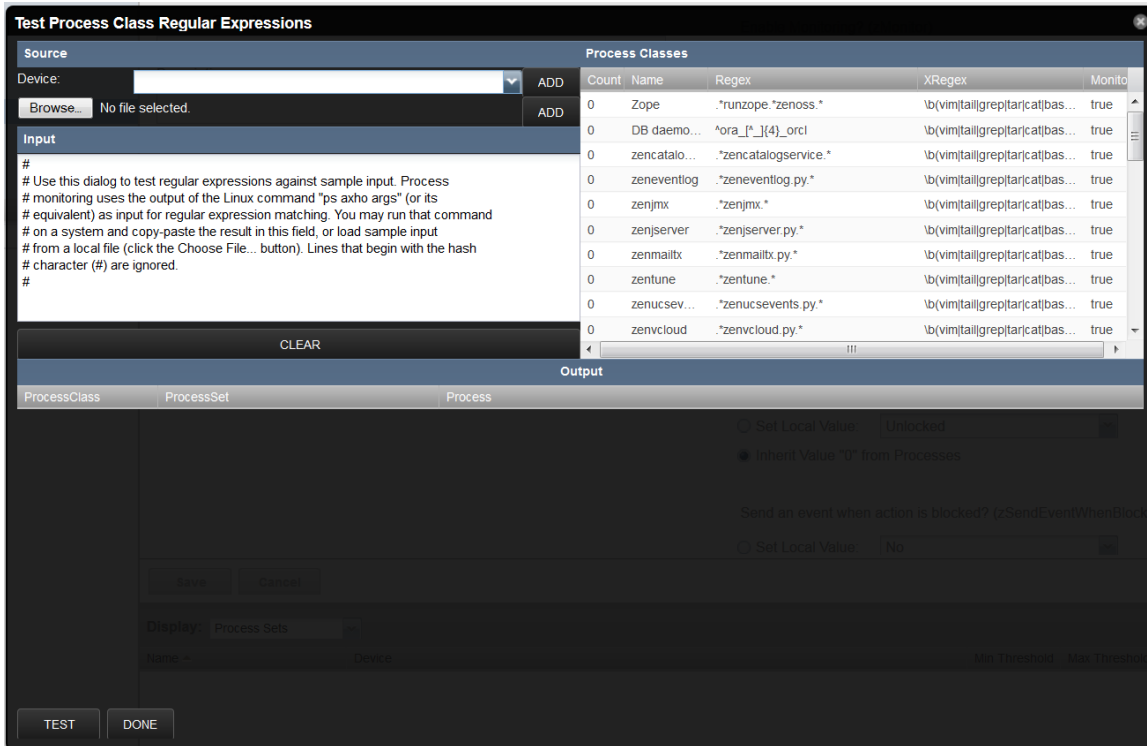 Test Process Class Regular Expressions
Source
Device:
ADD
Browse... No file selected.
ADD
Input
#
# Use this dialog to test regular expressions against sample input. Process
# monitoring uses the output of the Linux command "ps axho args" (or its
# equivalent) as input for regular expression matching. You may run that command
# on a system and copy-paste the result in this field, or load sample input
# from a local file (click the Choose File... button). Lines that begin with the hash
# character (#) are ignored.
#
CLEAR
Process Classes
Count Name Regex XRegex Monito
0 Zope .*runzope.*zenoss.* \b(vim|tail|grep|tar|cat|bas... true
0 DB daemo... ^ora_[^_]{4}_orcl \b(vim|tail|grep|tar|cat|bas... true
0 zencatalo... .*zencatalogservice.* \b(vim|tail|grep|tar|cat|bas... true
0 zeneventlog .*zeneventlog.py.* \b(vim|tail|grep|tar|cat|bas... true
0 zenjmx .*zenjmx.* \b(vim|tail|grep|tar|cat|bas... true
0 zenjserver .*zenjserver.py.* \b(vim|tail|grep|tar|cat|bas... true
0 zenmailtx .*zenmailtx.py.* \b(vim|tail|grep|tar|cat|bas... true
0 zentune .*zentune.* \b(vim|tail|grep|tar|cat|bas... true
0 zenucsev... .*zenucsevents.py.* \b(vim|tail|grep|tar|cat|bas... true
0 zenvcloud .*zenvcloud.py.* \b(vim|tail|grep|tar|cat|bas... true
Output
ProcessClass ProcessSet Process
Set Local Value: Unlocked
Inherit Value "0" from Processes
Send an event when action is blocked? (zSendEventWhenBlock
Set Local Value: No
Save Cancel
Display: Process Sets
Name Device Min Threshold Max Threshold
TEST DONE